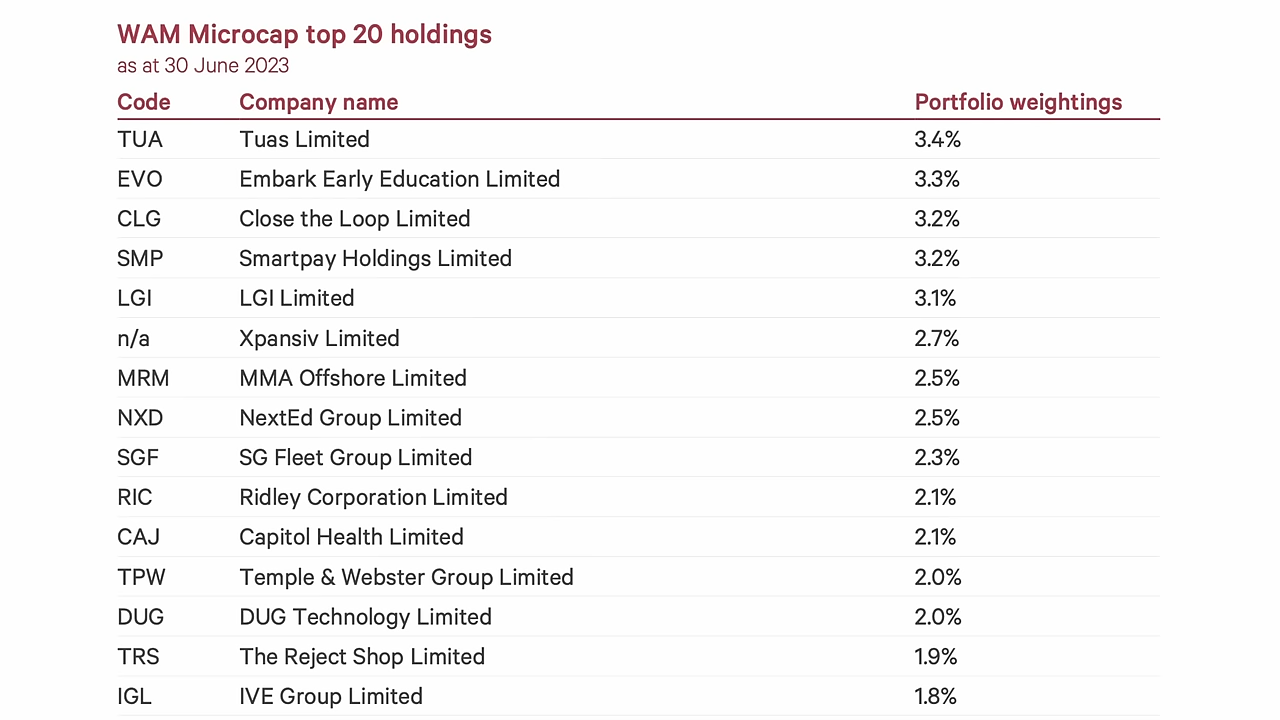 WAM Microcap top 20 holdings
as at 30 June 2023
Code Company name Portfolio weightings
TUA Tuas Limited 3.4%
EVO Embark Early Education Limited 3.3%
CLG Close the Loop Limited 3.2%
SMP Smartpay Holdings Limited 3.2%
LGI LGI Limited 3.1%
n/a Xpansiv Limited 2.7%
MRM MMA Offshore Limited 2.5%
NXD NextEd Group Limited 2.5%
SGF SG Fleet Group Limited 2.3%
RIC Ridley Corporation Limited 2.1%
CAJ Capitol Health Limited 2.1%
TPW Temple & Webster Group Limited 2.0%
DUG DUG Technology Limited 2.0%
TRS The Reject Shop Limited 1.9%
IGL IVE Group Limited 1.8%